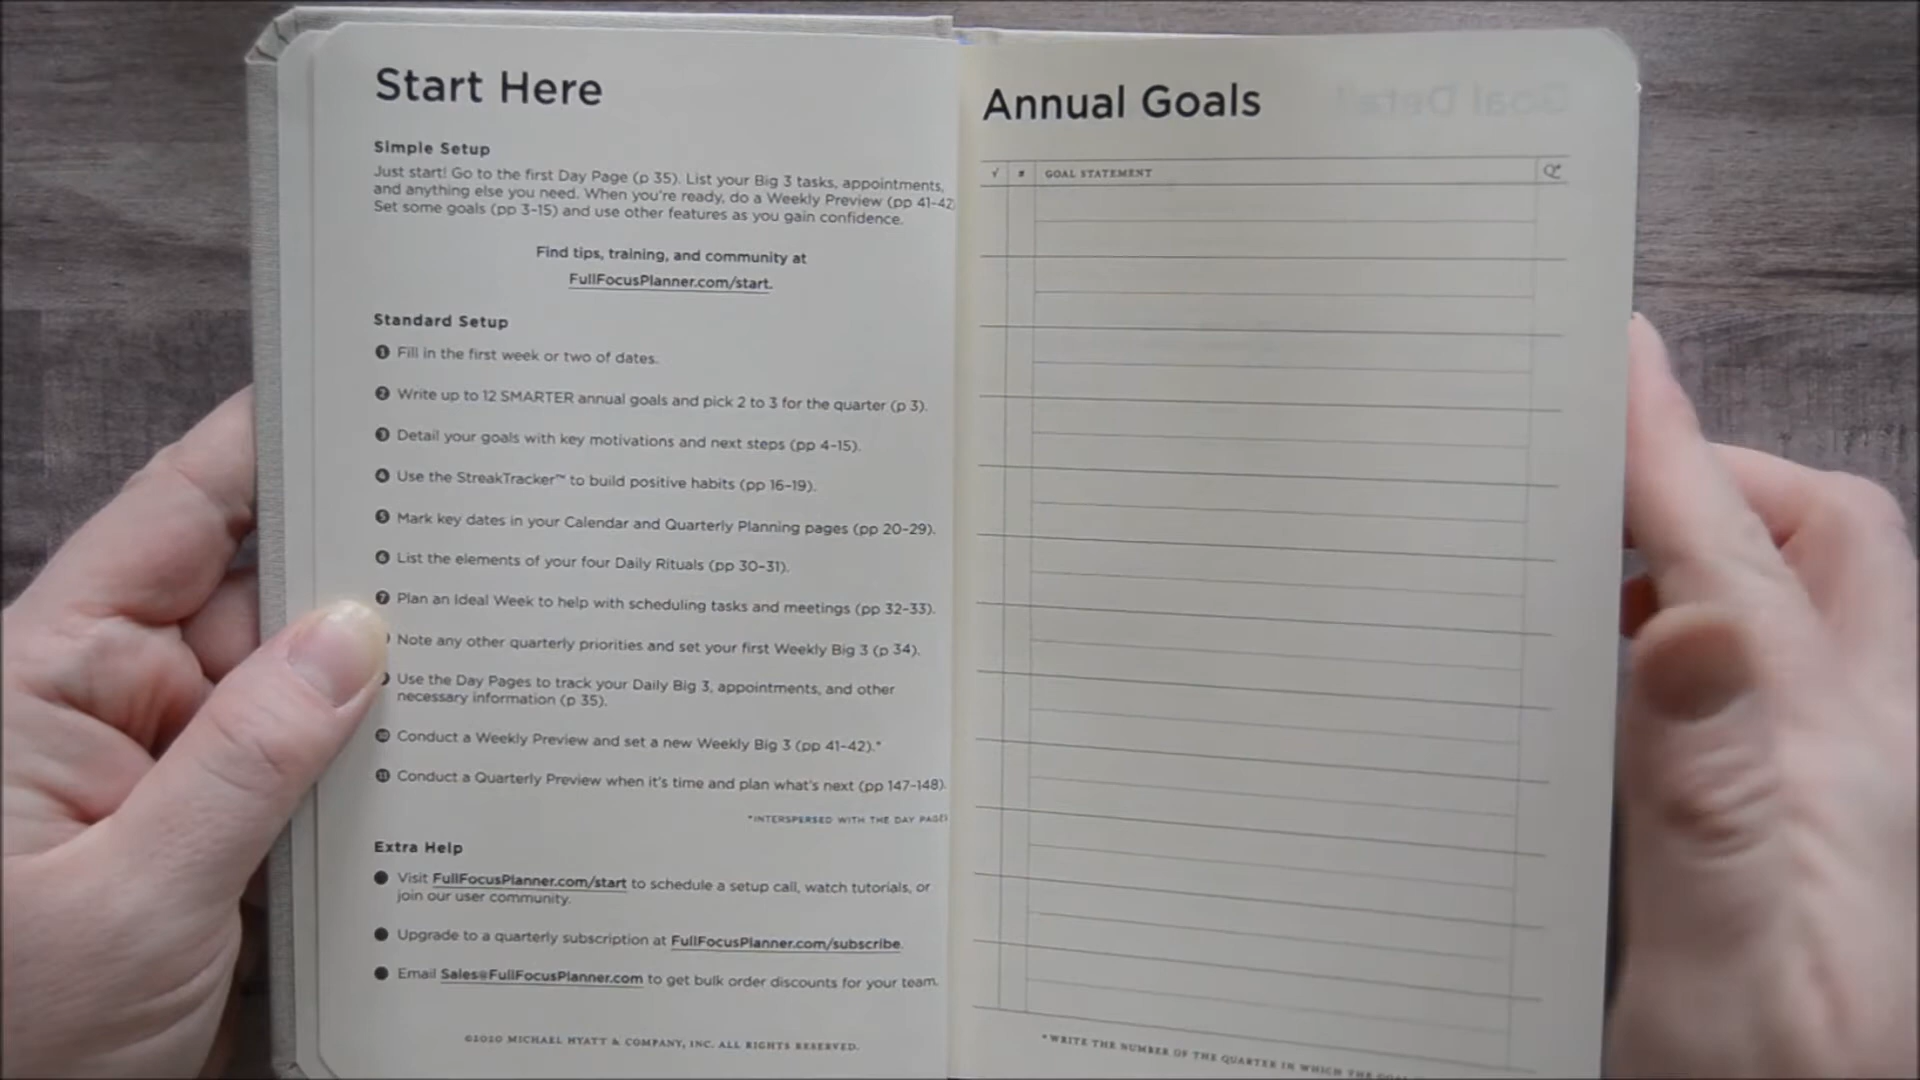 Start Here
Simple Setup
Just start! Go to the first Day Page (p 35). List your Big 3 tasks, appointments,
and anything else you need. When you're ready, do a Weekly Preview (pp 41-42
Set some goals (pp 3-15) and use other features as you gain confidence.
Find tips, training, and community at
FullFocusPlanner.com/start.
Standard Setup
1 Fill in the first week or two of dates.
2 Write up to 12 SMARTER annual goals and pick 2 to 3 for the quarter (p 3).
3 Detail your goals with key motivations and next steps (pp 4-15).
4 Use the StreakTracker™ to build positive habits (pp 16-19).
5 Mark key dates in your Calendar and Quarterly Planning pages (pp 20-29).
6 List the elements of your four Daily Rituals (pp 30-31).
7 Plan an Ideal Week to help with scheduling tasks and meetings (pp 32-33).
Note any other quarterly priorities and set your first Weekly Big 3 (p 34).
Use the Day Pages to track your Daily Big 3, appointments, and other
necessary information (p 35).
10 Conduct a Weekly Preview and set a new Weekly Big 3 (pp 41-42).*
11 Conduct a Quarterly Preview when it's time and plan what's next (pp 147-148).
*INTERSPERSED WITH THE DAY PAGES
Extra Help
● Visit FullFocusPlanner.com/start to schedule a setup call, watch tutorials, or
join our user community.
● Upgrade to a quarterly subscription at FullFocusPlanner.com/subscribe.
● Email Sales@FullFocusPlanner.com to get bulk order discounts for your team.
©2020 MICHAEL HYATT & COMPANY, INC. ALL RIGHTS RESERVED.
Annual Goals
√ # GOAL STATEMENT Q*
*WRITE THE NUMBER OF THE QUARTER IN WHICH THE